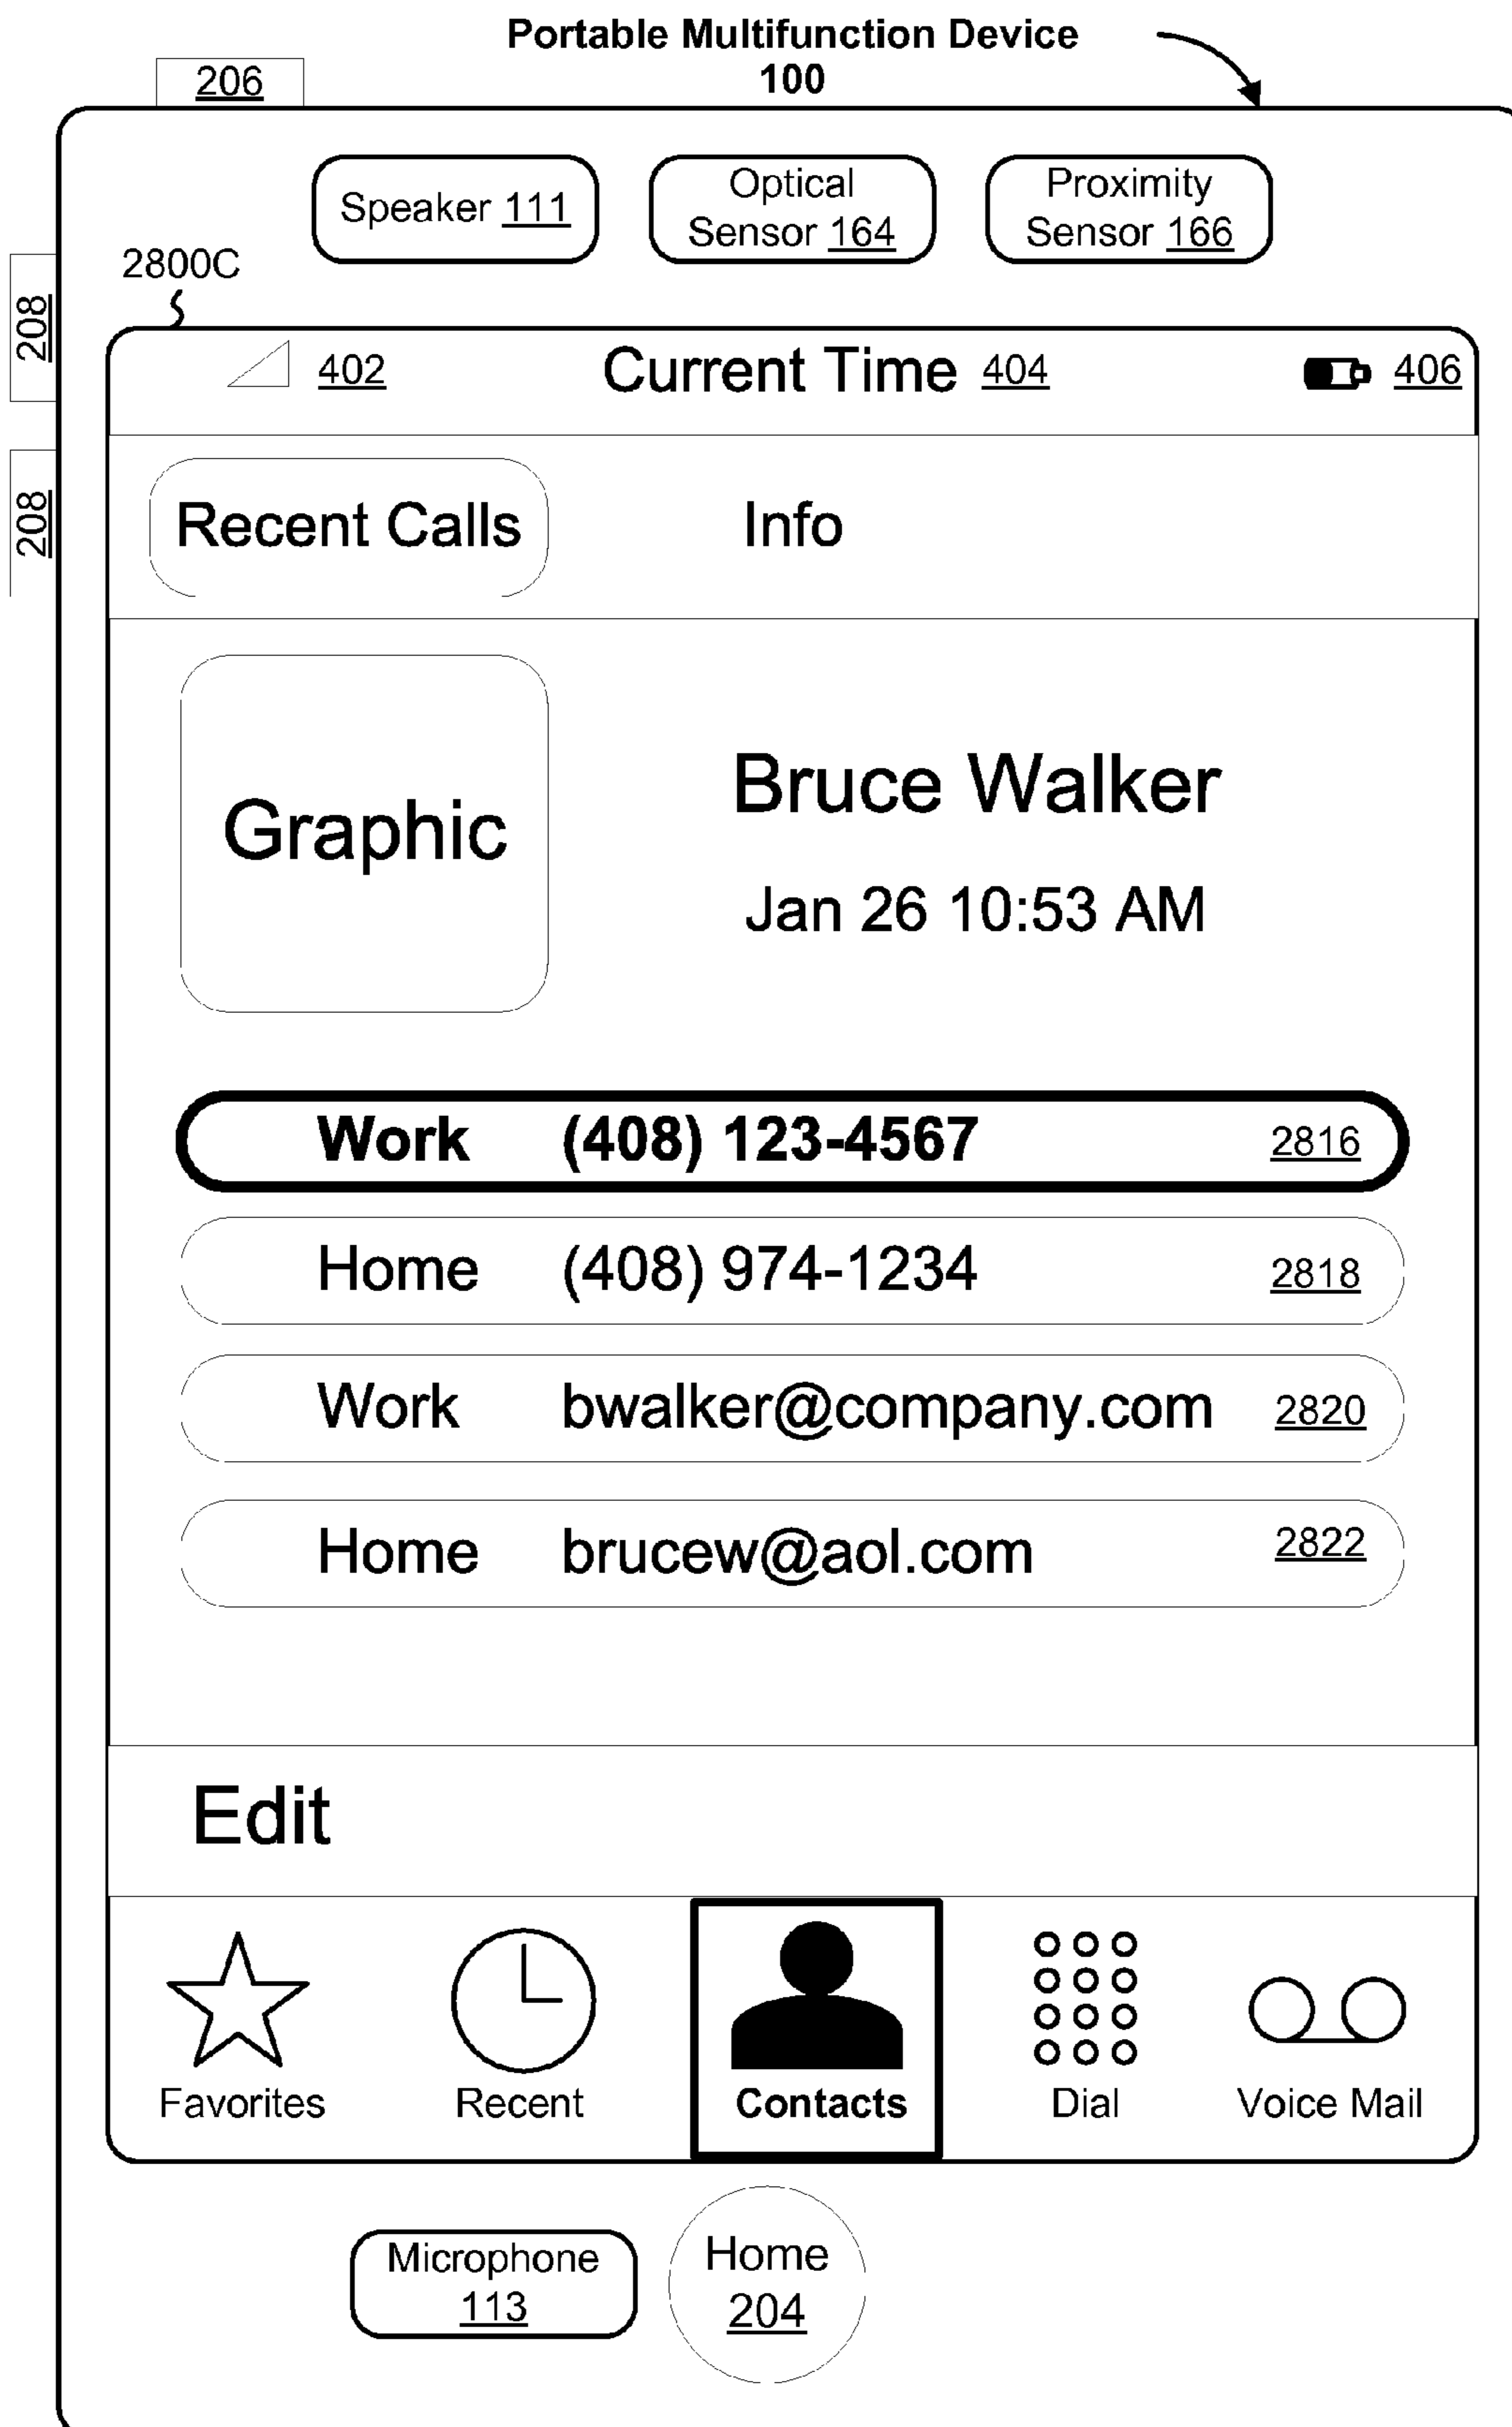 Portable Multifunction Device
100
206
Speaker 111
Optical
Sensor 164
Proximity
Sensor 166
2800C
208
402
Current Time 404
406
208
Recent Calls
Info
Graphic
Bruce Walker
Jan 26 10:53 AM
Work (408) 123-4567 2816
Home (408) 974-1234 2818
Work bwalker@company.com 2820
Home brucew@aol.com 2822
Edit
Favorites
Recent
Contacts
Dial
Voice Mail
Microphone
113
Home
204